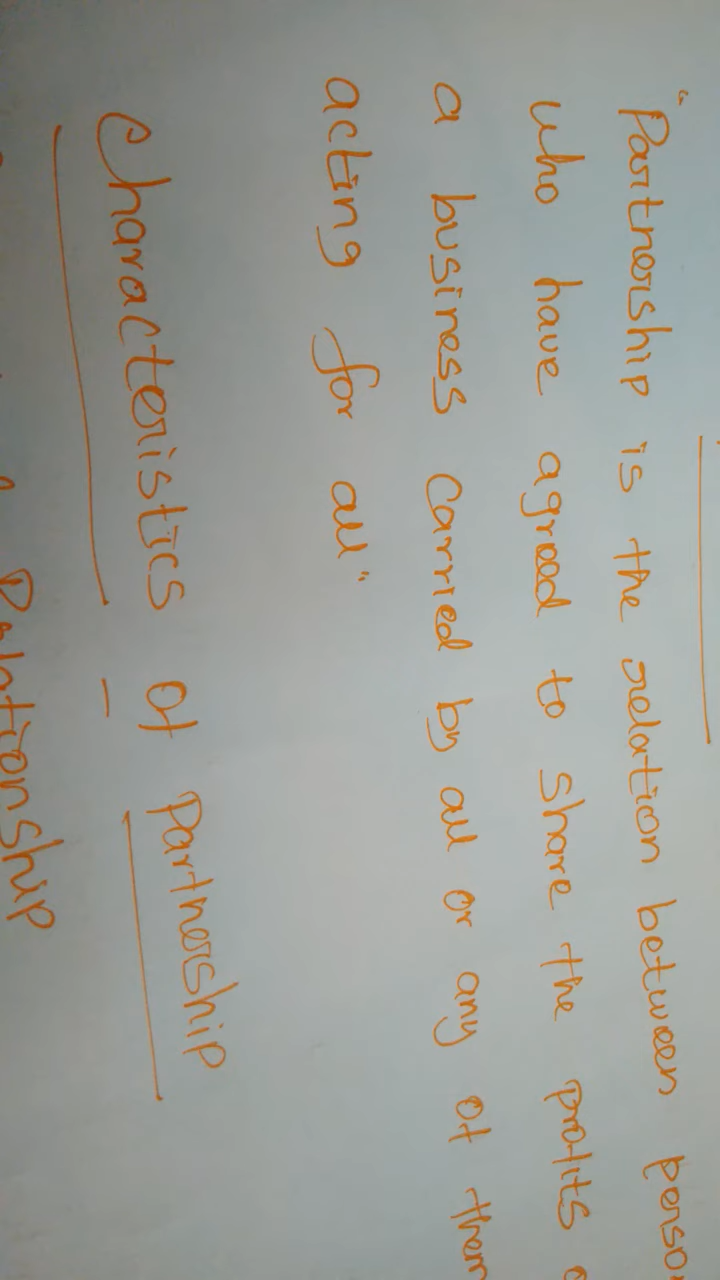 "Partnership is the relation between perso
who have agreed to share the profits o
a business carried by all or any of them
acting for all"
Characteristics of Partnership
Relationship